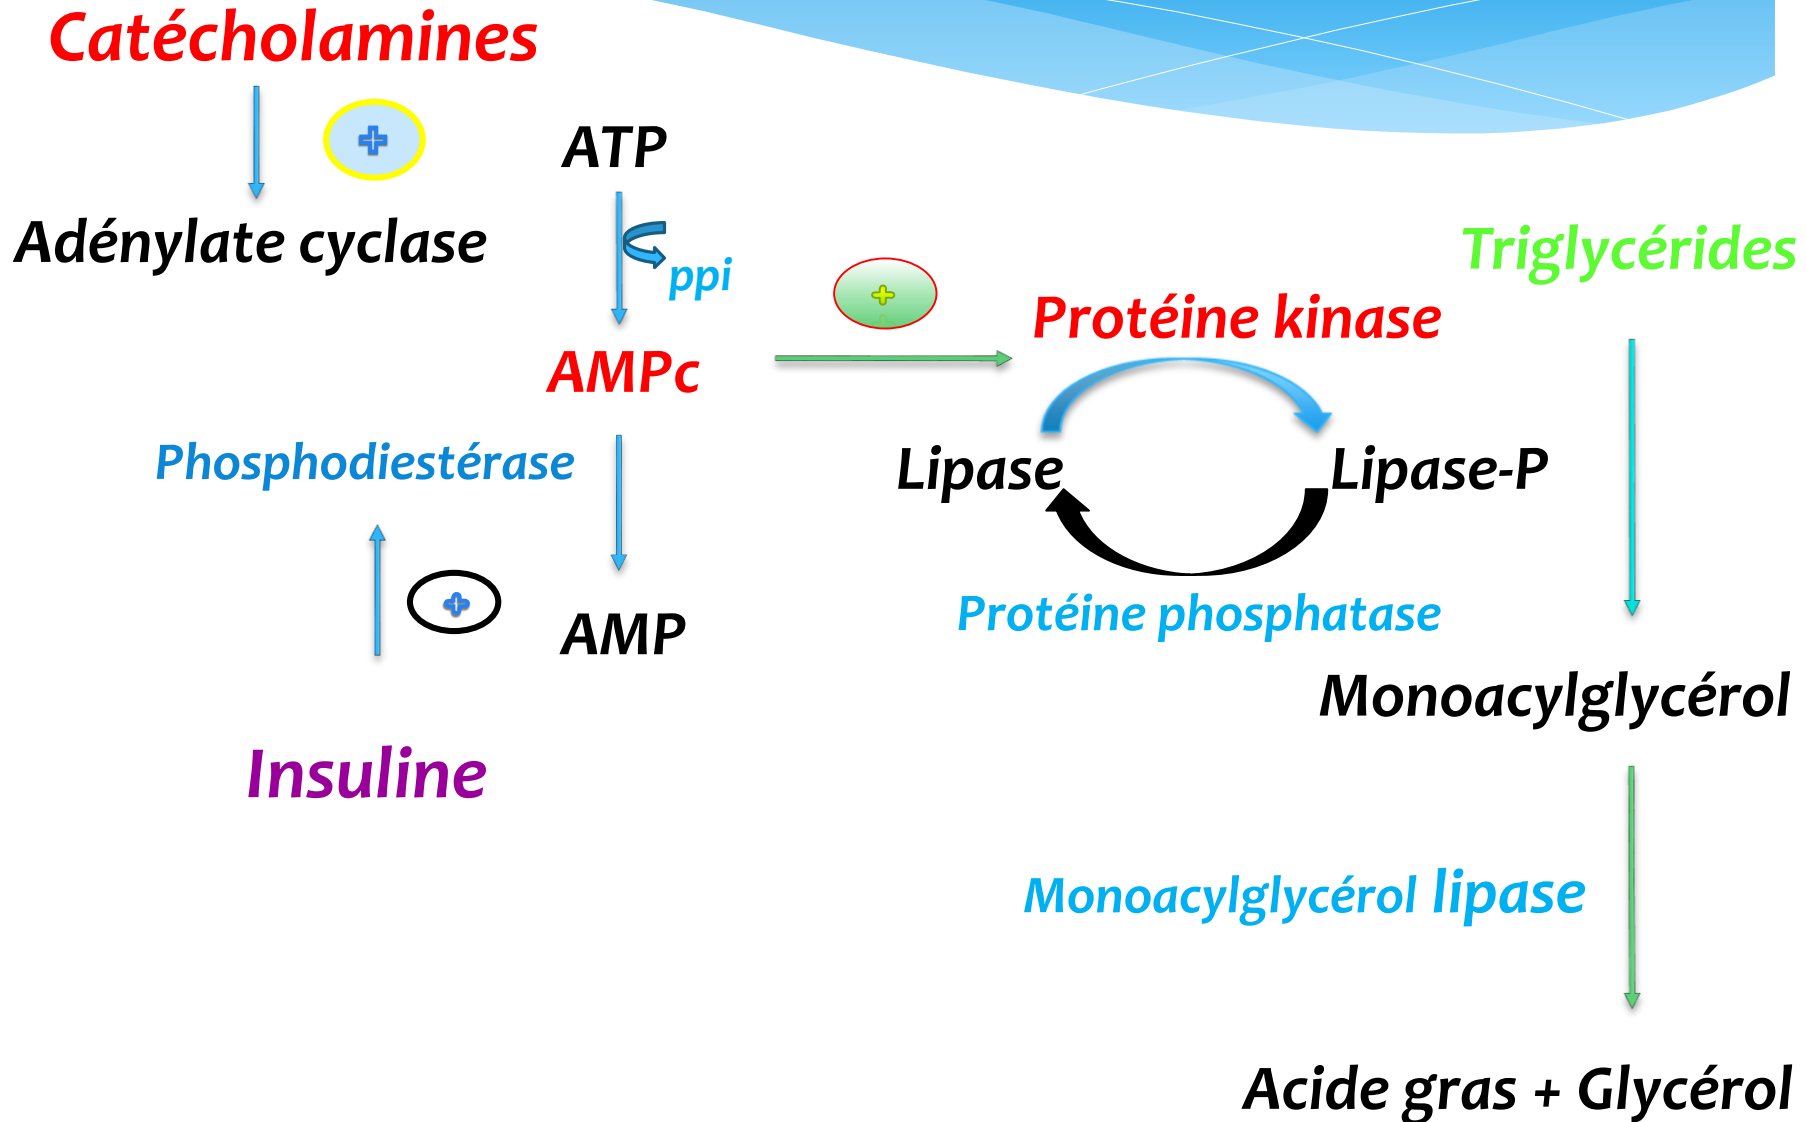 Catécholamines
ATP
Adénylate cyclase
ppi
Triglycérides
Protéine kinase
AMPc
Phosphodiestérase
Lipase
Lipase-P
Protéine phosphatase
AMP
Monoacylglycérol
Insuline
Monoacylglycérol lipase
Acide gras + Glycérol